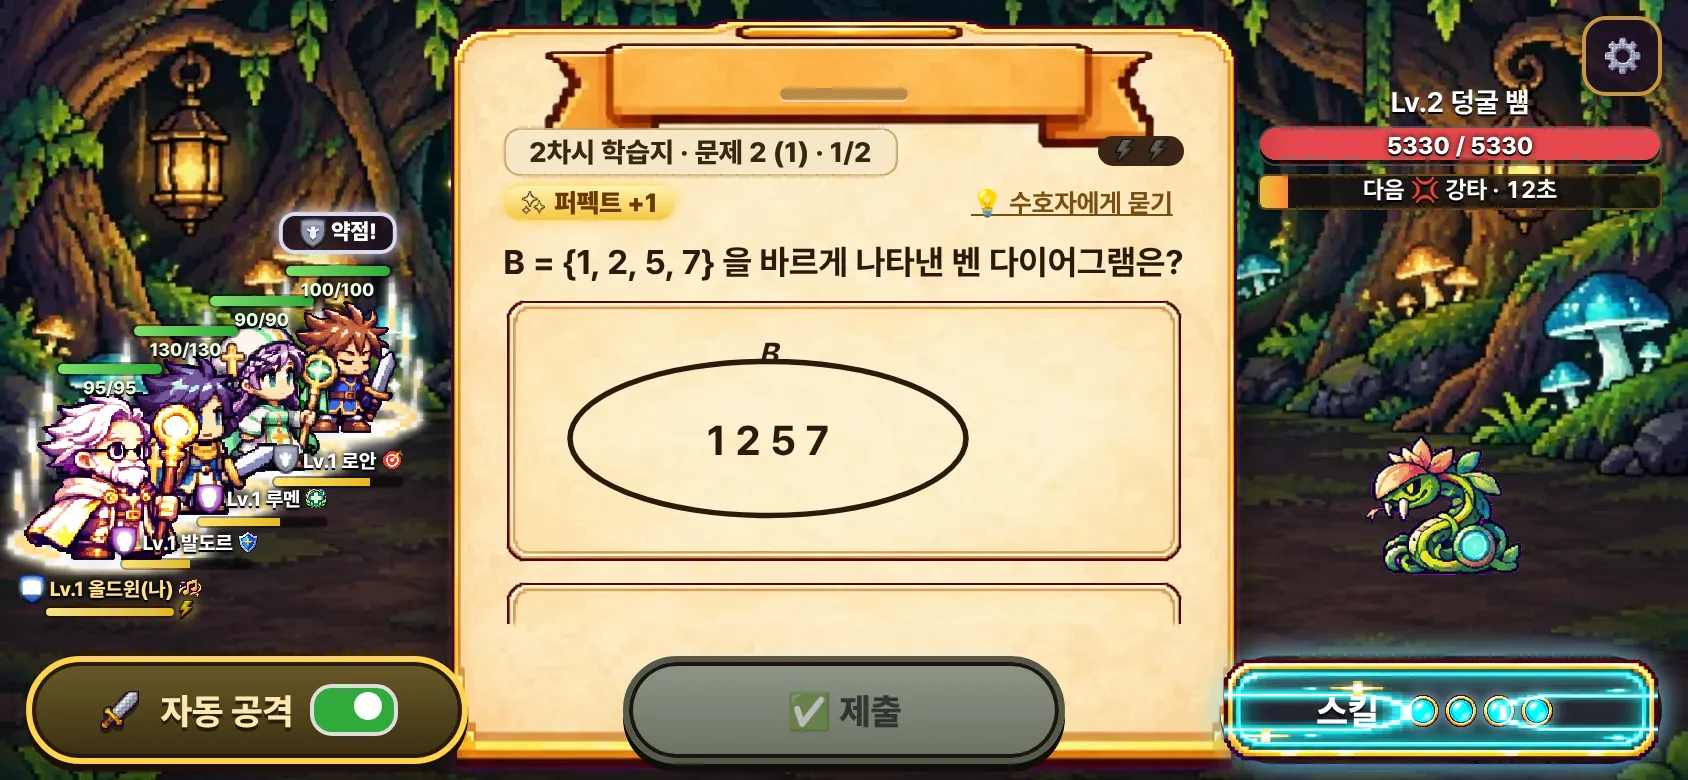 Lv.2 덩굴 뱀
5330 / 5330
다음 💢 강타 · 12초
2차시 학습지 · 문제 2 (1) · 1/2
퍼펙트 +1
💡 수호자에게 묻기
B = {1, 2, 5, 7} 을 바르게 나타낸 벤 다이어그램은?
B
1 2 5 7
약점!
100/100
90/90
130/130
95/95
Lv.1 로안
Lv.1 루멘
Lv.1 발도르
Lv.1 올드윈(나)
자동 공격
✅ 제출
스킬